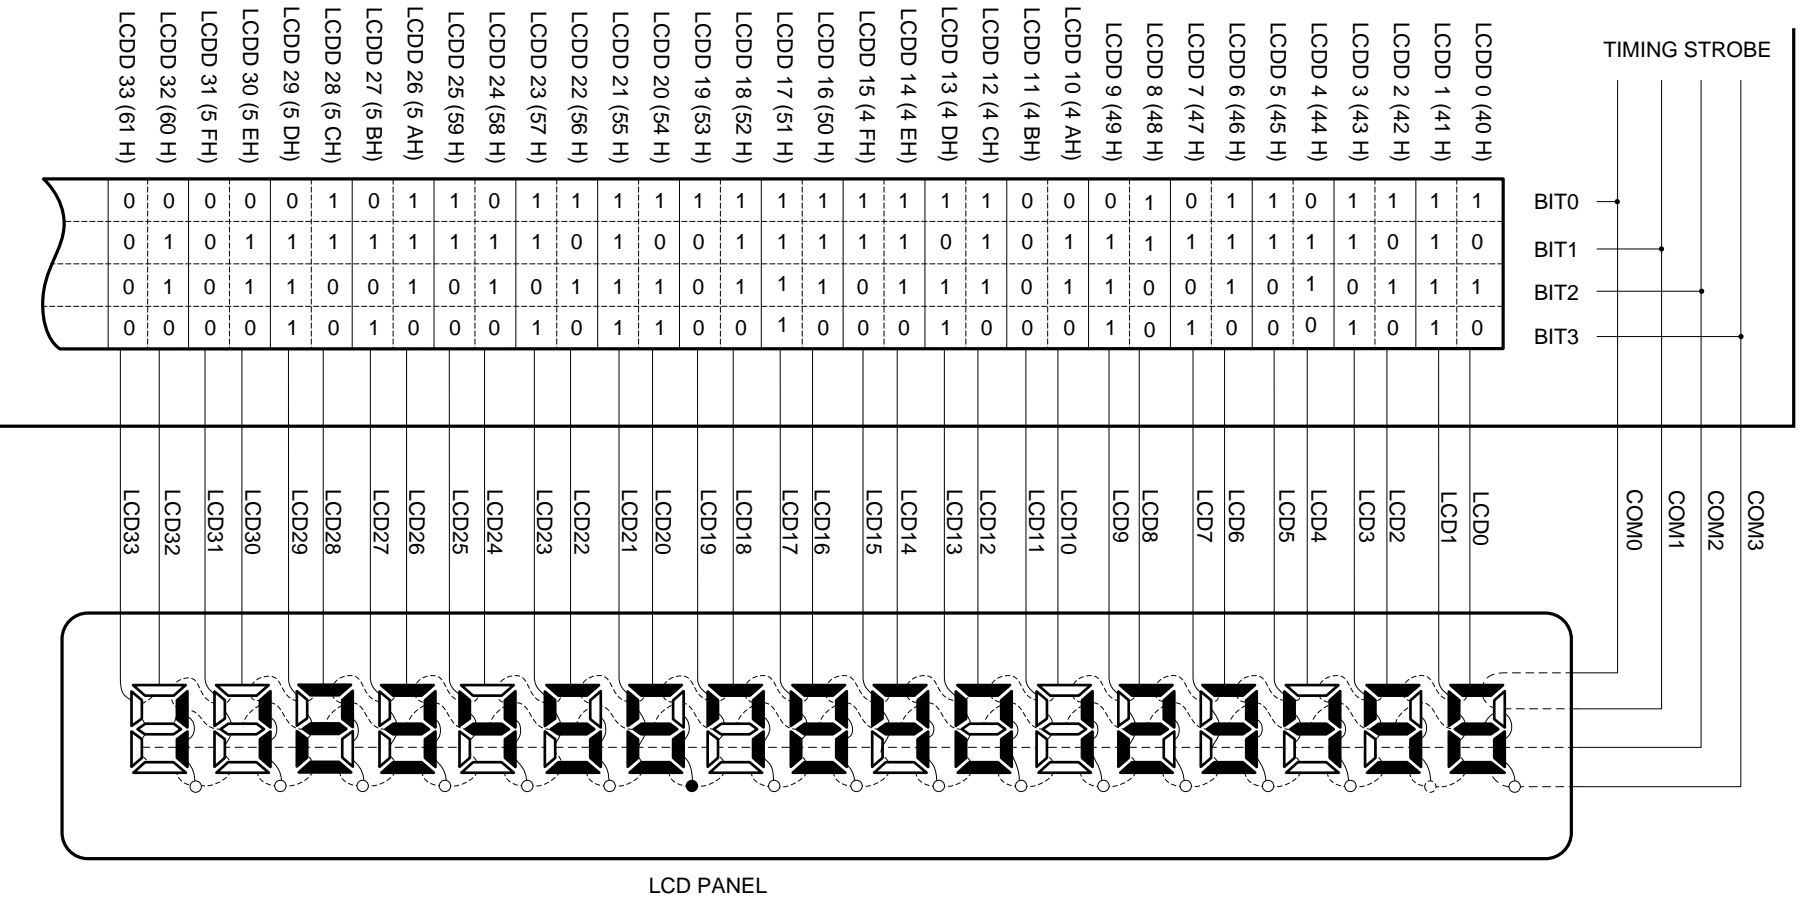 LCDD 33 (61 H)
LCDD 32 (60 H)
LCDD 31 (5 FH)
LCDD 30 (5 EH)
LCDD 29 (5 DH)
LCDD 28 (5 CH)
LCDD 27 (5 BH)
LCDD 26 (5 AH)
LCDD 25 (59 H)
LCDD 24 (58 H)
LCDD 23 (57 H)
LCDD 22 (56 H)
LCDD 21 (55 H)
LCDD 20 (54 H)
LCDD 19 (53 H)
LCDD 18 (52 H)
LCDD 17 (51 H)
LCDD 16 (50 H)
LCDD 15 (4 FH)
LCDD 14 (4 EH)
LCDD 13 (4 DH)
LCDD 12 (4 CH)
LCDD 11 (4 BH)
LCDD 10 (4 AH)
LCDD 9 (49 H)
LCDD 8 (48 H)
LCDD 7 (47 H)
LCDD 6 (46 H)
LCDD 5 (45 H)
LCDD 4 (44 H)
LCDD 3 (43 H)
LCDD 2 (42 H)
LCDD 1 (41 H)
LCDD 0 (40 H)
TIMING STROBE
0 0 0 0 0 1 0 1 1 0 1 1 1 1 1 1 1 1 1 1 1 1 0 0 0 1 0 1 1 0 1 1 1 1 BIT0
0 1 0 1 1 1 1 1 1 1 1 0 1 0 0 1 1 1 1 1 0 1 0 1 1 1 1 1 1 1 1 0 1 0 BIT1
0 1 0 1 1 0 0 1 0 1 0 1 1 1 0 1 1 1 0 1 1 1 0 1 1 0 0 1 0 1 0 1 1 1 BIT2
0 0 0 0 1 0 1 0 0 0 1 0 1 1 0 0 1 0 0 0 1 0 0 0 1 0 1 0 0 0 1 0 1 0 BIT3
LCD33
LCD32
LCD31
LCD30
LCD29
LCD28
LCD27
LCD26
LCD25
LCD24
LCD23
LCD22
LCD21
LCD20
LCD19
LCD18
LCD17
LCD16
LCD15
LCD14
LCD13
LCD12
LCD11
LCD10
LCD9
LCD8
LCD7
LCD6
LCD5
LCD4
LCD3
LCD2
LCD1
LCD0
COM0
COM1
COM2
COM3
LCD PANEL